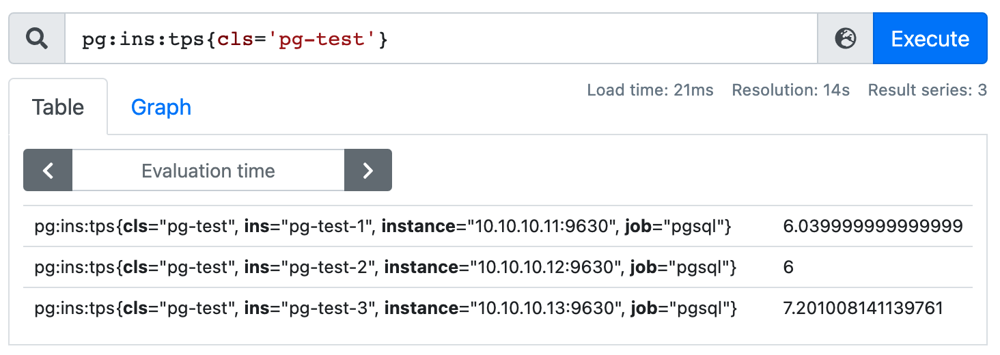 pg:ins:tps{cls='pg-test'}
Execute
Load time: 21ms Resolution: 14s Result series: 3
Table Graph
Evaluation time
pg:ins:tps{cls="pg-test", ins="pg-test-1", instance="10.10.10.11:9630", job="pgsql"} 6.039999999999999
pg:ins:tps{cls="pg-test", ins="pg-test-2", instance="10.10.10.12:9630", job="pgsql"} 6
pg:ins:tps{cls="pg-test", ins="pg-test-3", instance="10.10.10.13:9630", job="pgsql"} 7.201008141139761